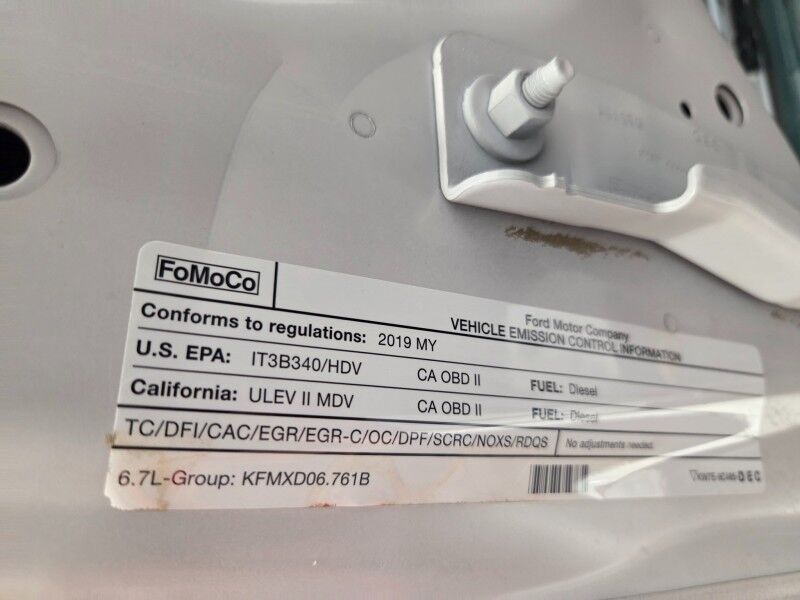 FoMoCo
Ford Motor Company
VEHICLE EMISSION CONTROL INFORMATION
Conforms to regulations: 2019 MY
U.S. EPA: IT3B340/HDV CA OBD II FUEL: Diesel
California: ULEV II MDV CA OBD II FUEL: Diesel
TC/DFI/CAC/EGR/EGR-C/OC/DPF/SCRC/NOXS/RDQS No adjustments needed.
6.7L-Group: KFMXD06.761B DEC